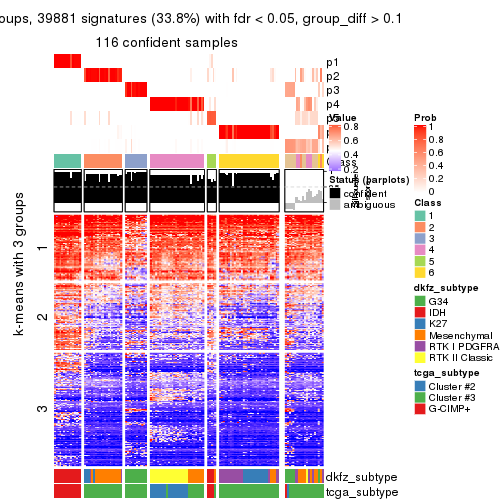 oups, 39881 signatures (33.8%) with fdr < 0.05, group_diff > 0.1
116 confident samples
p1
p2
p3
p4
Value
0.8
0.6
0.4
0.2
Status (barplots)
confident
ambiguous
k-means with 3 groups
1
2
3
Prob
1
0.8
0.6
0.4
0.2
0
Class
1
2
3
4
5
6
dkfz_subtype
G34
IDH
K27
Mesenchymal
RTK I PDGFRA
RTK II Classic
tcga_subtype
Cluster #2
Cluster #3
G-CIMP+
dkfz_subtype
tcga_subtype